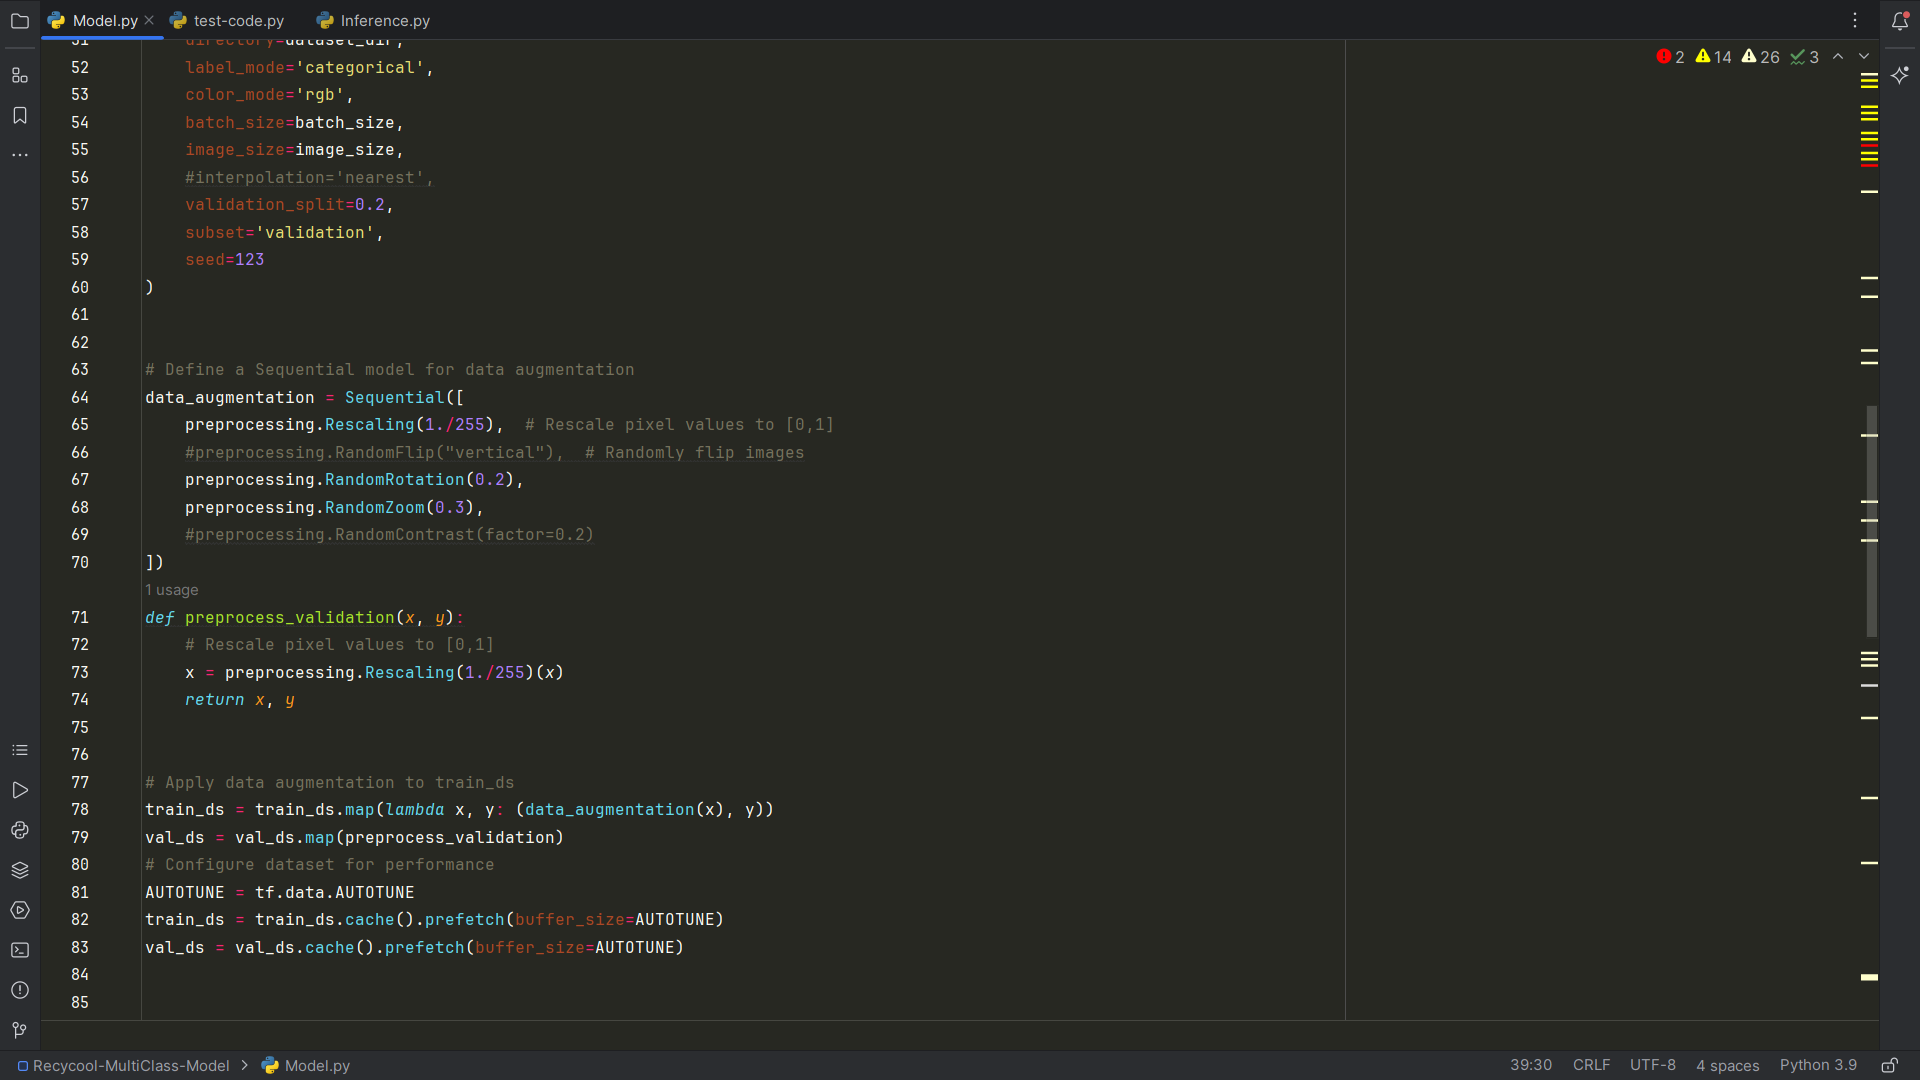 Model.py
test-code.py
Inference.py
2 14 26 3
51 directory=dataset_dir,
52 label_mode='categorical',
53 color_mode='rgb',
54 batch_size=batch_size,
55 image_size=image_size,
56 #interpolation='nearest',
57 validation_split=0.2,
58 subset='validation',
59 seed=123
60 )
61
62
63 # Define a Sequential model for data augmentation
64 data_augmentation = Sequential([
65 preprocessing.Rescaling(1./255),  # Rescale pixel values to [0,1]
66 #preprocessing.RandomFlip("vertical"),  # Randomly flip images
67 preprocessing.RandomRotation(0.2),
68 preprocessing.RandomZoom(0.3),
69 #preprocessing.RandomContrast(factor=0.2)
70 ])
1 usage
71 def preprocess_validation(x, y):
72 # Rescale pixel values to [0,1]
73 x = preprocessing.Rescaling(1./255)(x)
74 return x, y
75
76
77 # Apply data augmentation to train_ds
78 train_ds = train_ds.map(lambda x, y: (data_augmentation(x), y))
79 val_ds = val_ds.map(preprocess_validation)
80 # Configure dataset for performance
81 AUTOTUNE = tf.data.AUTOTUNE
82 train_ds = train_ds.cache().prefetch(buffer_size=AUTOTUNE)
83 val_ds = val_ds.cache().prefetch(buffer_size=AUTOTUNE)
84
85
Recycool-MultiClass-Model > Model.py
39:30 CRLF UTF-8 4 spaces Python 3.9